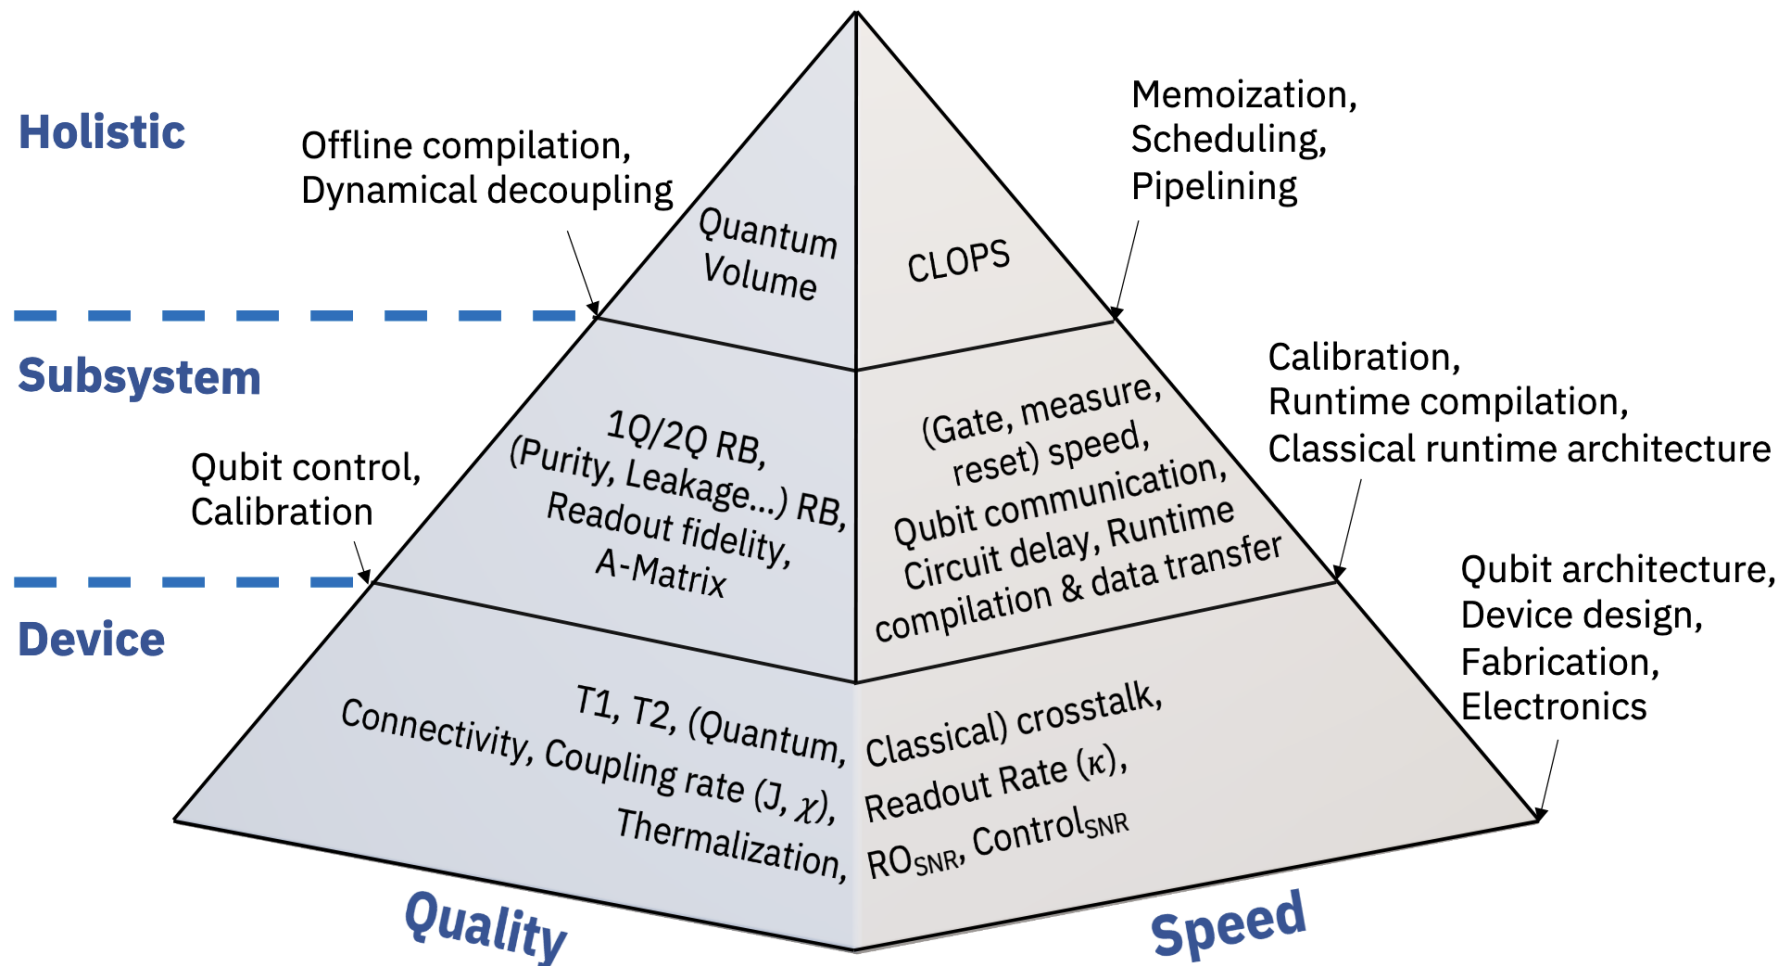 Holistic
Offline compilation,
Dynamical decoupling
Memoization,
Scheduling,
Pipelining
Quantum
Volume
CLOPS
Subsystem
Qubit control,
Calibration
1Q/2Q RB,
(Purity, Leakage...) RB,
Readout fidelity,
A-Matrix
(Gate, measure,
reset) speed,
Qubit communication,
Circuit delay, Runtime
compilation & data transfer
Calibration,
Runtime compilation,
Classical runtime architecture
Device
T1, T2, (Quantum, Classical) crosstalk,
Connectivity, Coupling rate (J, χ), Readout Rate (κ),
Thermalization, ROSNR, ControlSNR
Qubit architecture,
Device design,
Fabrication,
Electronics
Quality
Speed